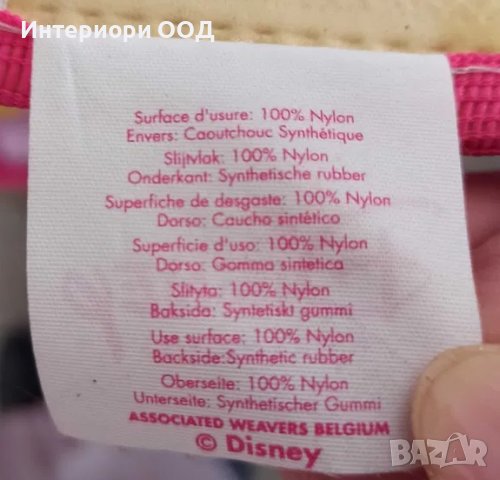 Интериори ООД
Surface d'usure: 100% Nylon
Envers: Caoutchouc Synthétique
Slijtvlak: 100% Nylon
Onderkant: Synthetische rubber
Superfiche de desgaste: 100% Nylon
Dorso: Caucho sintético
Superficie d'uso: 100% Nylon
Dorso: Gomma sintetica
Slityta: 100% Nylon
Baksida: Syntetiskt gummi
Use surface: 100% Nylon
Backside:Synthetic rubber
Oberseite: 100% Nylon
Unterseite: Synthetischer Gummi
ASSOCIATED WEAVERS BELGIUM
© Disney
BAZAR